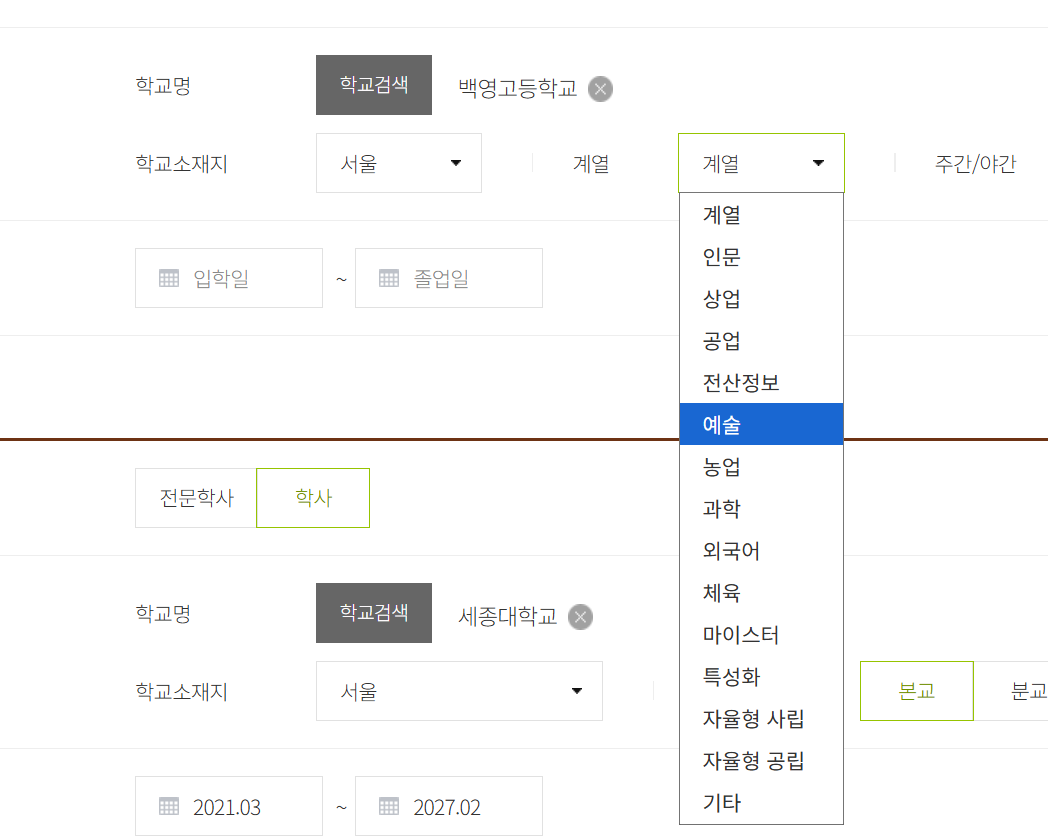 학교명 학교검색 백영고등학교
학교소재지 서울 계열 계열 주간/야간
계열
인문
상업
공업
전산정보
예술
농업
과학
외국어
체육
마이스터
특성화
자율형 사립
자율형 공립
기타
입학일 ~ 졸업일
전문학사 학사
학교명 학교검색 세종대학교
학교소재지 서울 본교 분교
2021.03 ~ 2027.02